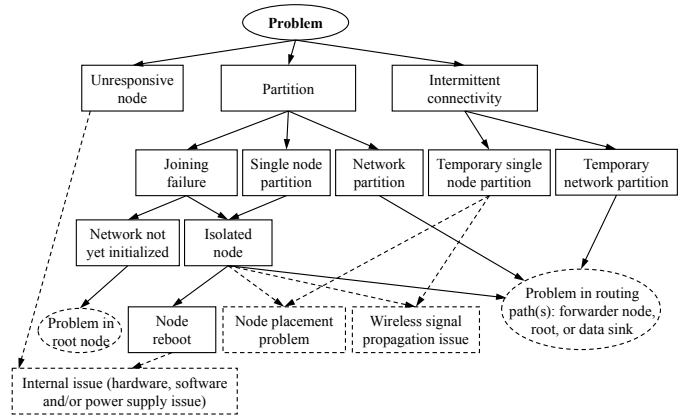 Problem
Unresponsive
node
Partition
Intermittent
connectivity
Joining
failure
Single node
partition
Network
partition
Temporary single
node partition
Temporary
network partition
Network not
yet initialized
Isolated
node
Problem in
root node
Node
reboot
Node placement
problem
Wireless signal
propagation issue
Problem in routing
path(s): forwarder node,
root, or data sink
Internal issue (hardware, software
and/or power supply issue)